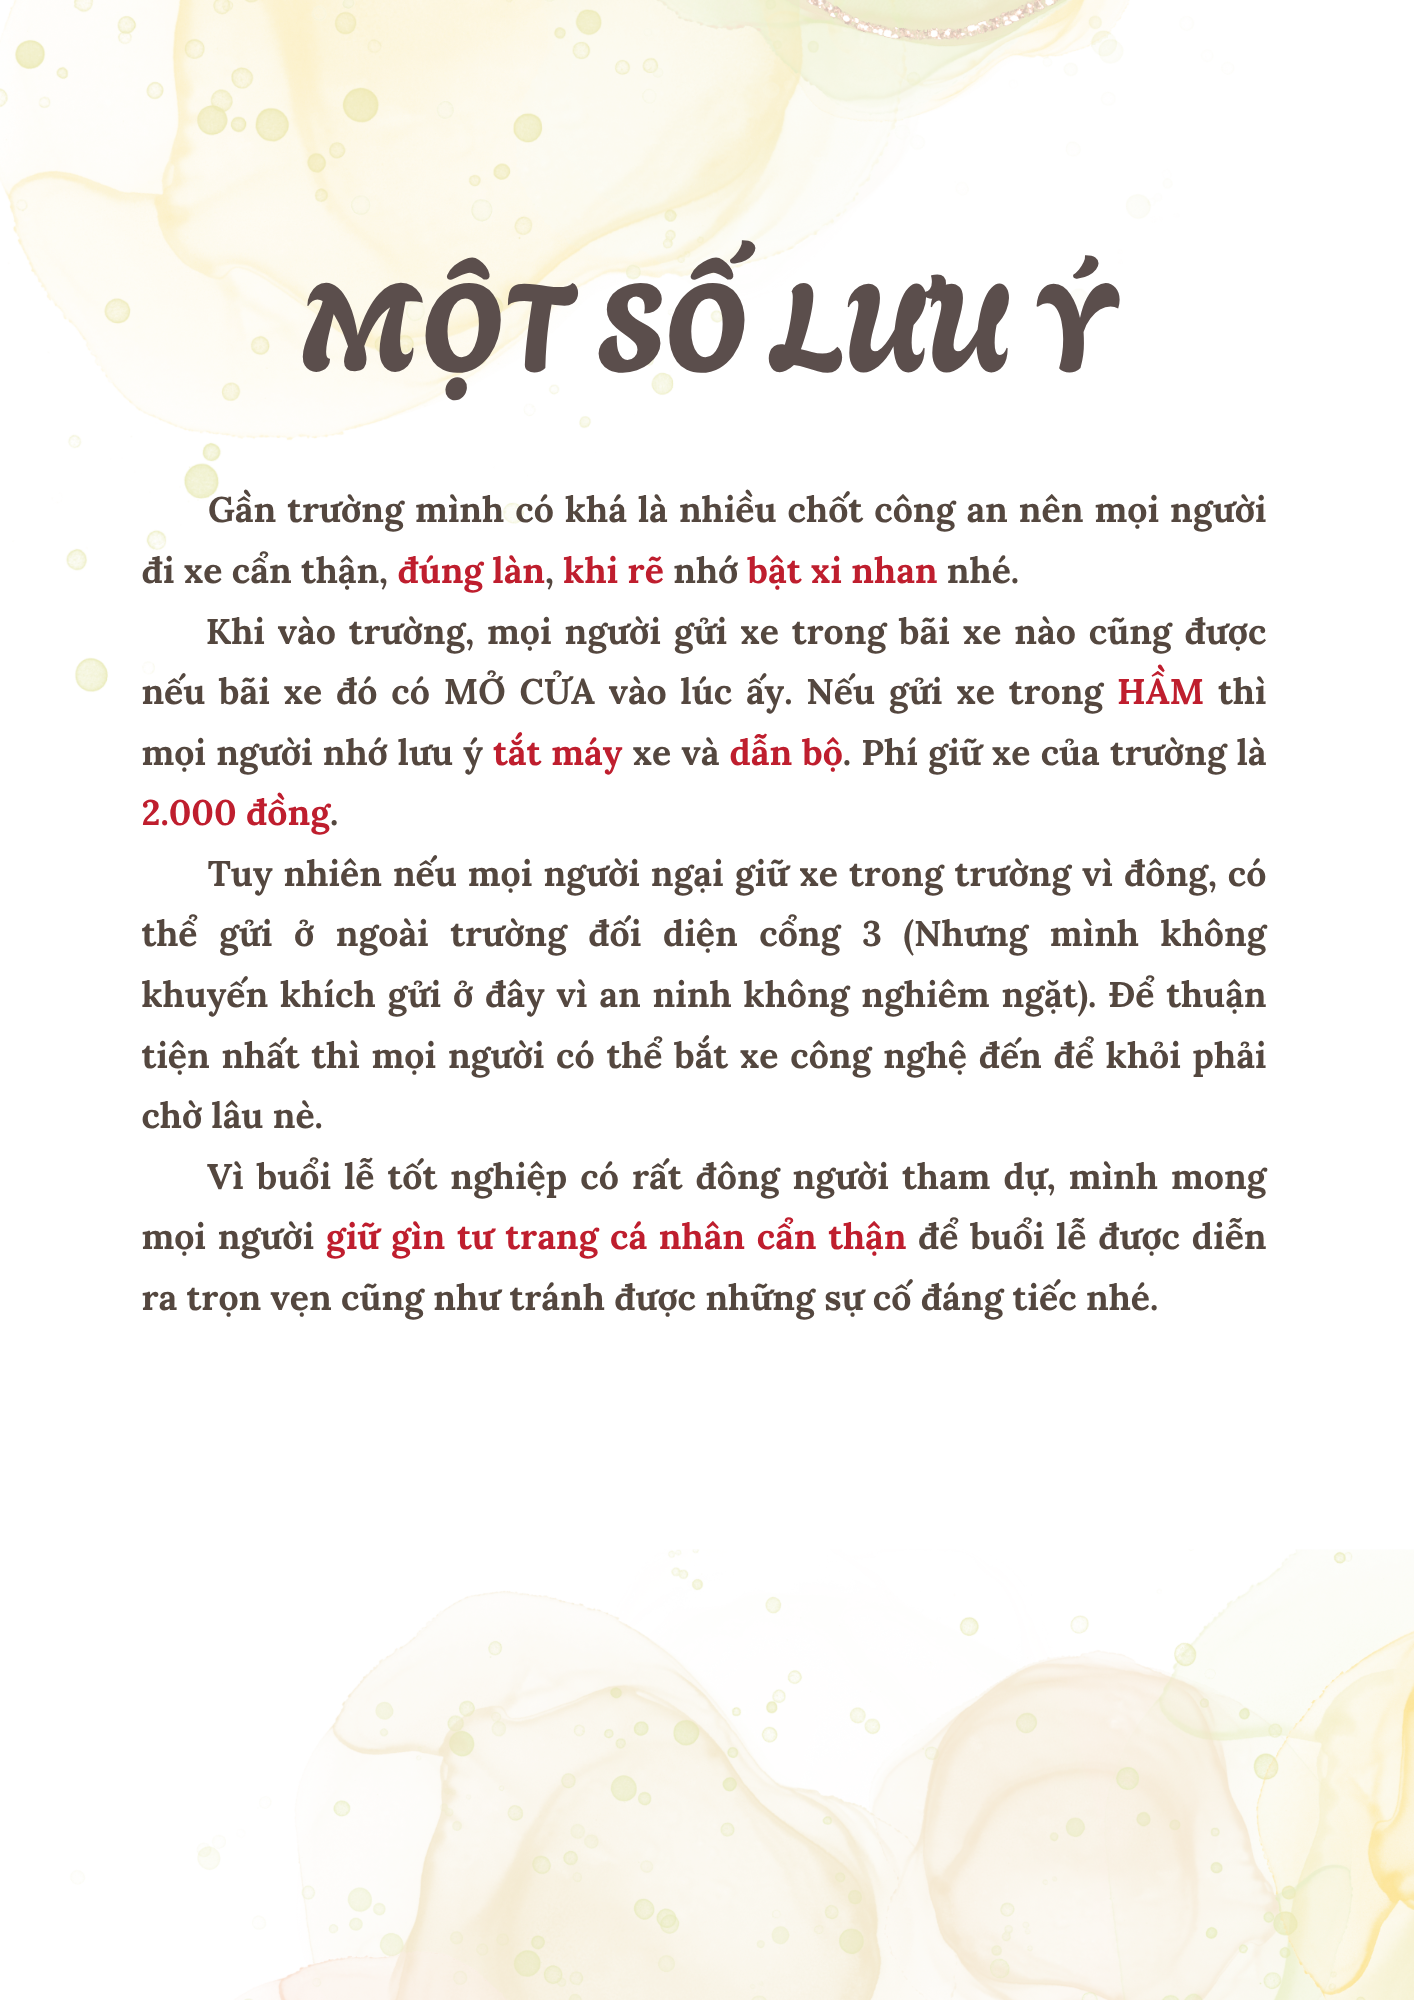 MỘT SỐ LƯU Ý
Gần trường mình có khá là nhiều chốt công an nên mọi người
đi xe cẩn thận, đúng làn, khi rẽ nhớ bật xi nhan nhé.
Khi vào trường, mọi người gửi xe trong bãi xe nào cũng được
nếu bãi xe đó có MỞ CỬA vào lúc ấy. Nếu gửi xe trong HẦM thì
mọi người nhớ lưu ý tắt máy xe và dẫn bộ. Phí giữ xe của trường là
2.000 đồng.
Tuy nhiên nếu mọi người ngại giữ xe trong trường vì đông, có
thể gửi ở ngoài trường đối diện cổng 3 (Nhưng mình không
khuyến khích gửi ở đây vì an ninh không nghiêm ngặt). Để thuận
tiện nhất thì mọi người có thể bắt xe công nghệ đến để khỏi phải
chờ lâu nè.
Vì buổi lễ tốt nghiệp có rất đông người tham dự, mình mong
mọi người giữ gìn tư trang cá nhân cẩn thận để buổi lễ được diễn
ra trọn vẹn cũng như tránh được những sự cố đáng tiếc nhé.